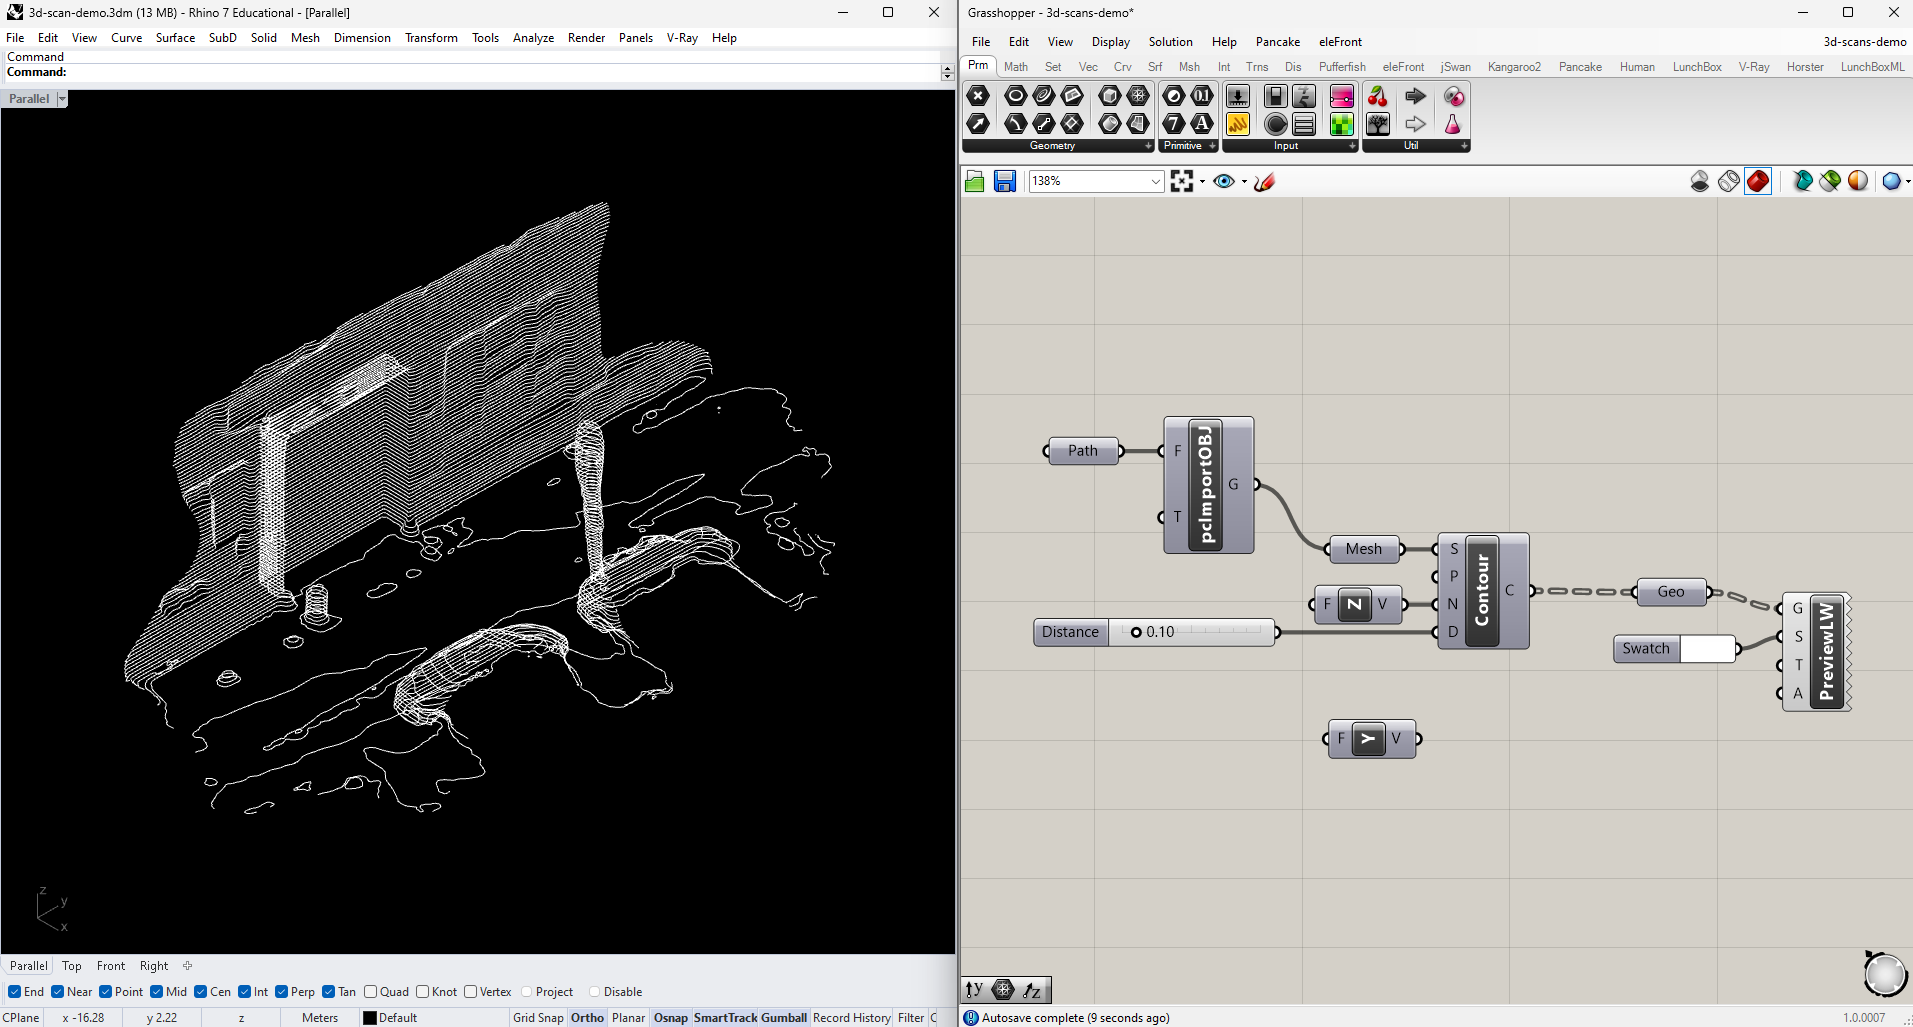 3d-scan-demo.3dm (13 MB) - Rhino 7 Educational - [Parallel]
File Edit View Curve Surface SubD Solid Mesh Dimension Transform Tools Analyze Render Panels V-Ray Help
Command
Command:
Parallel
z
y
x
Parallel Top Front Right
End Near Point Mid Cen Int Perp Tan Quad Knot Vertex Project Disable
CPlane x -16.28 y 2.22 z Meters Default Grid Snap Ortho Planar Osnap SmartTrack Gumball Record History Filter C
Grasshopper - 3d-scans-demo*
File Edit View Display Solution Help Pancake eleFront 3d-scans-demo
Prm Math Set Vec Crv Srf Msh Int Trns Dis Pufferfish eleFront jSwan Kangaroo2 Pancake Human LunchBox V-Ray Horster LunchBoxML
0.1
7 A
Geometry Primitive Input Util
138%
Path F T pcImportOBJ G
Mesh
F Z V
Distance 0.10
S P N D Contour C
Geo
Swatch
G S T A PreviewLW
F Y V
y z
Autosave complete (9 seconds ago) 1.0.0007